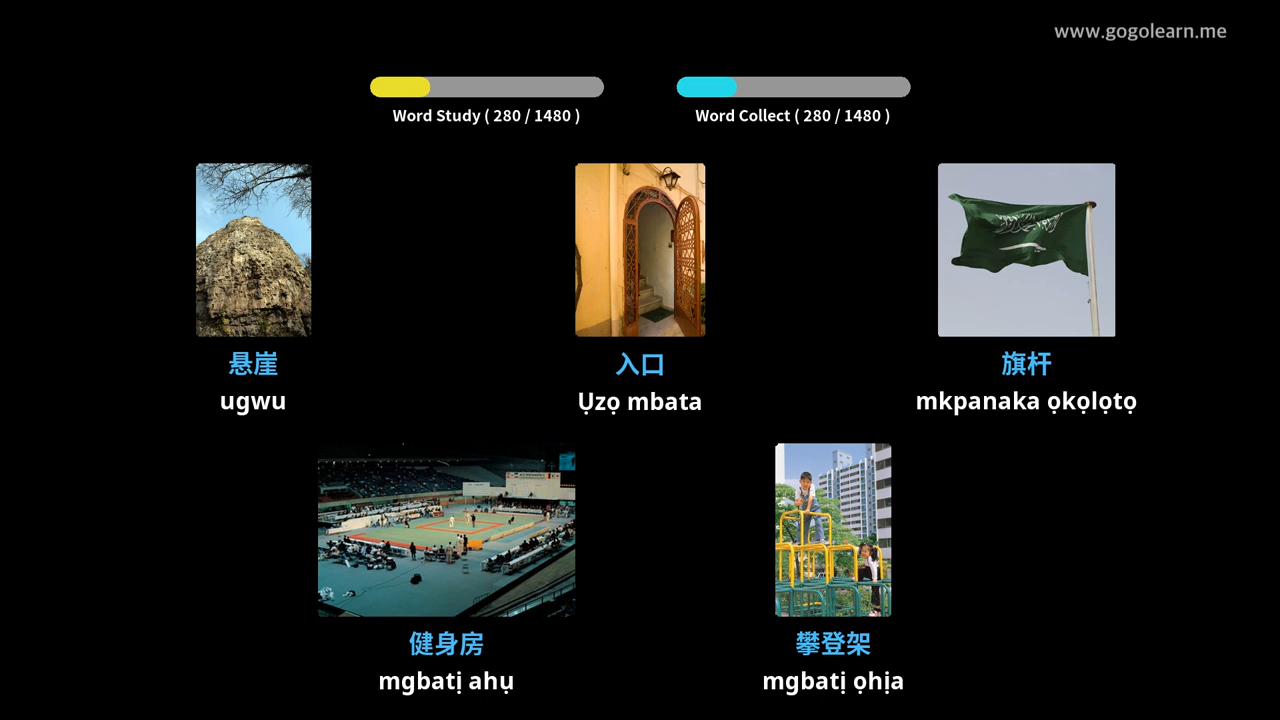 www.gogolearn.me
Word Study ( 280 / 1480 )
Word Collect ( 280 / 1480 )
悬崖
ugwu
入口
Ụzọ mbata
旗杆
mkpanaka ọkọlọtọ
健身房
mgbatị ahụ
攀登架
mgbatị ọhịa